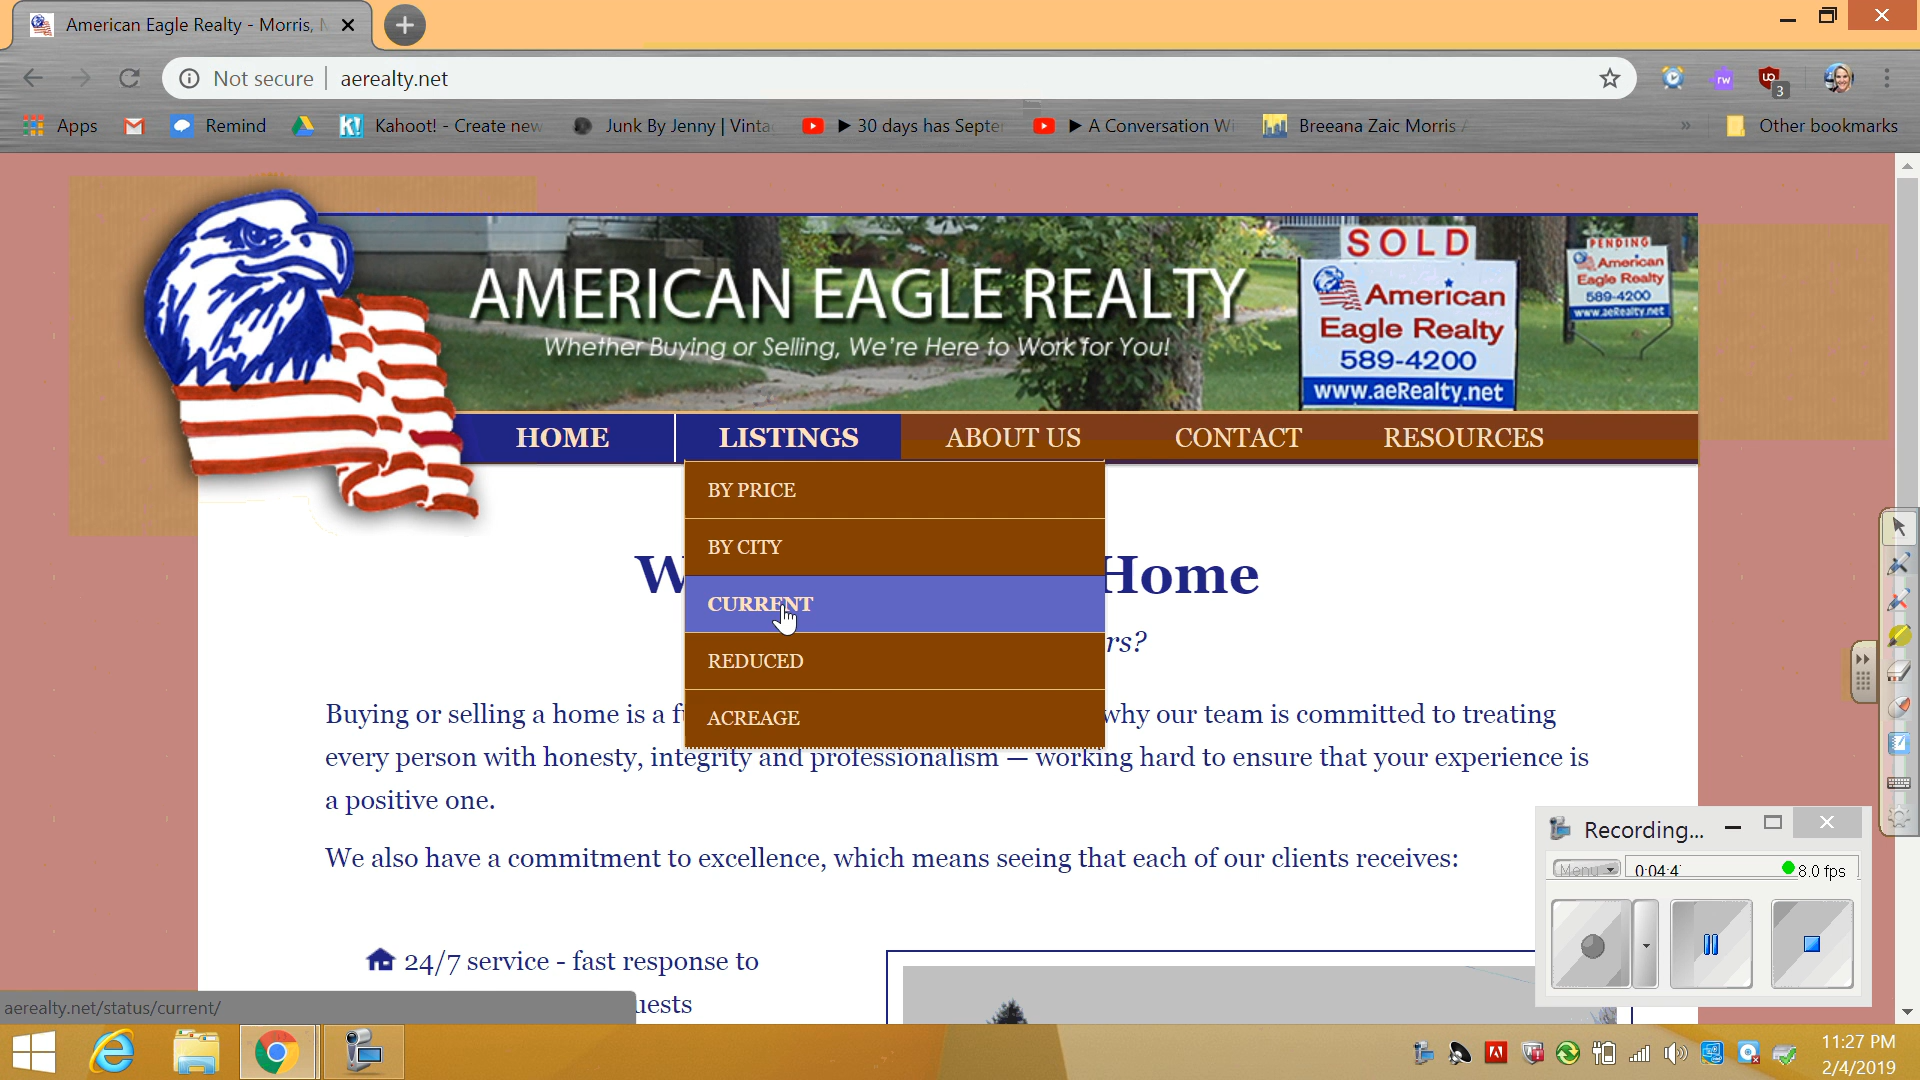 American Eagle Realty - Morris,
Not secure
aerealty.net
rw
3
Apps
Remind
K!
Kahoot! - Create new
Junk By Jenny | Vinta
▶ 30 days has Septe
▶ A Conversation Wi
Breeana Zaic Morris
»
Other bookmarks
AMERICAN EAGLE REALTY
Whether Buying or Selling, We're Here to Work for You!
SOLD
American
Eagle Realty
589-4200
www.aeRealty.net
PENDING
American
Eagle Realty
589-4200
www.aeRealty.net
HOME
LISTINGS
ABOUT US
CONTACT
RESOURCES
BY PRICE
BY CITY
CURRENT
REDUCED
ACREAGE
W
Home
rs?
Buying or selling a home is a f
why our team is committed to treating
every person with honesty, integrity and professionalism — working hard to ensure that your experience is
a positive one.
We also have a commitment to excellence, which means seeing that each of our clients receives:
24/7 service - fast response to
uests
Recording...
Menu
0:04:4
8.0 fps
aerealty.net/status/current/
11:27 PM
2/4/2019